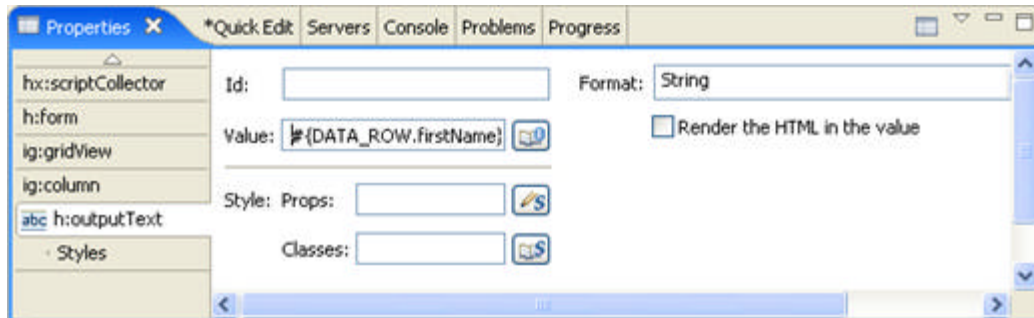 Properties *Quick Edit Servers Console Problems Progress
hx:scriptCollector
h:form
ig:gridView
ig:column
abc h:outputText
Styles
Id:
Value: #{DATA_ROW.firstName}
Style: Props:
Classes:
Format: String
Render the HTML in the value